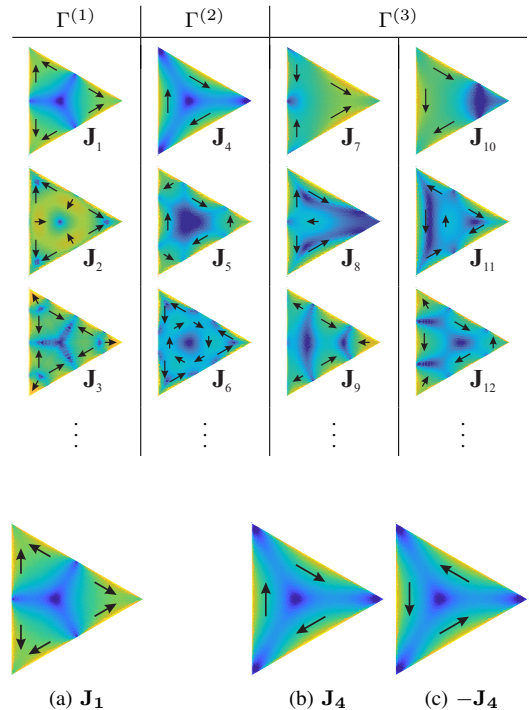 Γ(1) Γ(2) Γ(3)
J1 J4 J7 J10
J2 J5 J8 J11
J3 J6 J9 J12
⋮ ⋮ ⋮ ⋮
(a) J1 (b) J4 (c) −J4